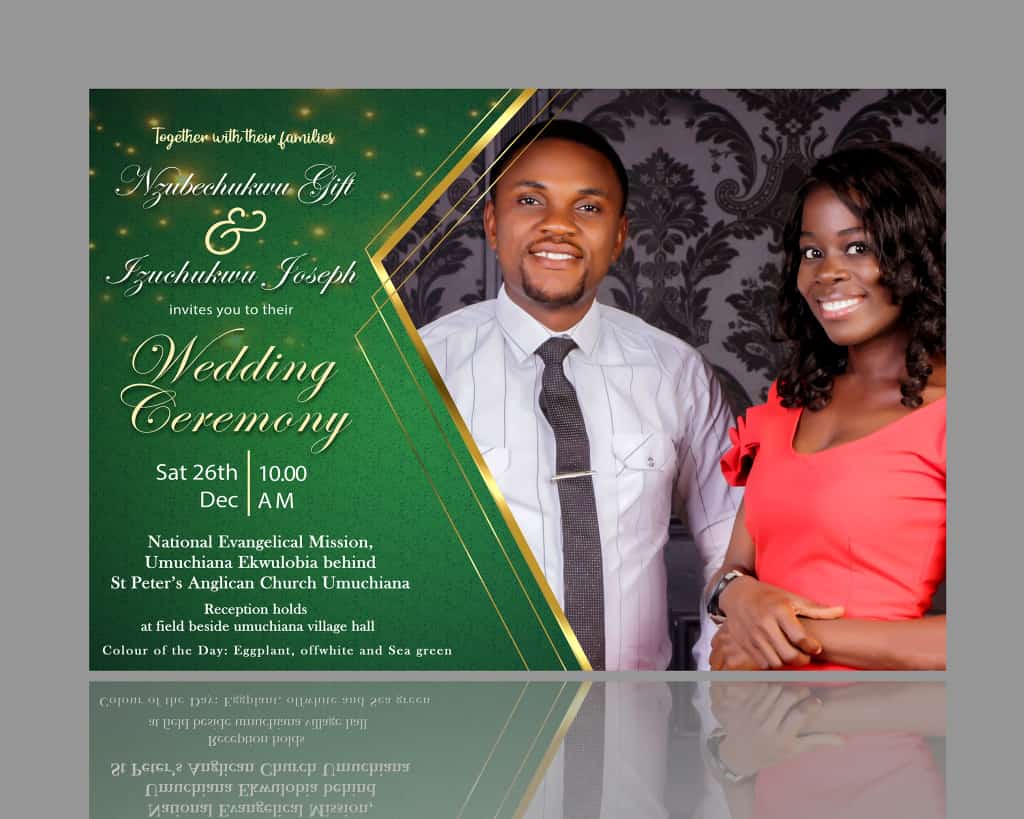 Together with their families
Nzubechukwu Gift
&
Izuchukwu Joseph
invites you to their
Wedding
Ceremony
Sat 26th
Dec
10.00
AM
National Evangelical Mission,
Umuchiana Ekwulobia behind
St Peter's Anglican Church Umuchiana
Reception holds
at field beside umuchiana village hall
Colour of the Day: Eggplant, offwhite and Sea green